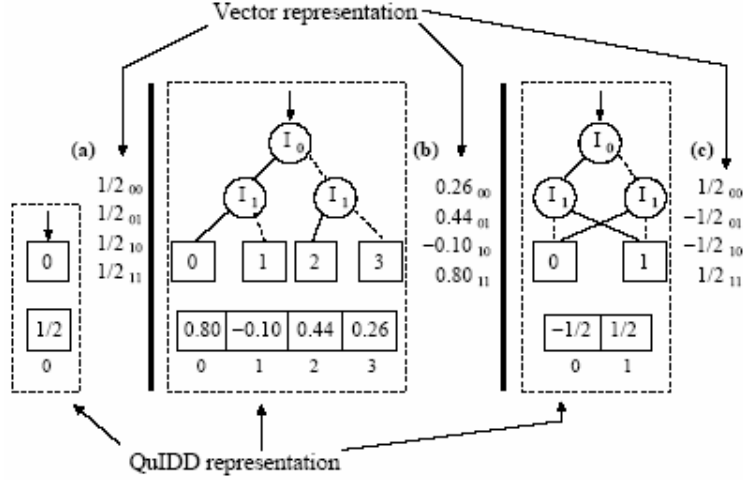 Vector representation
(a)
1/2 00
1/2 01
1/2 10
1/2 11
0
1/2
0
I0
I1 I1
0 1 2 3
0.80 −0.10 0.44 0.26
0 1 2 3
(b)
0.26 00
0.44 01
−0.10 10
0.80 11
I0
I1 I1
0 1
−1/2 1/2
0 1
(c)
1/2 00
−1/2 01
−1/2 10
1/2 11
QuIDD representation